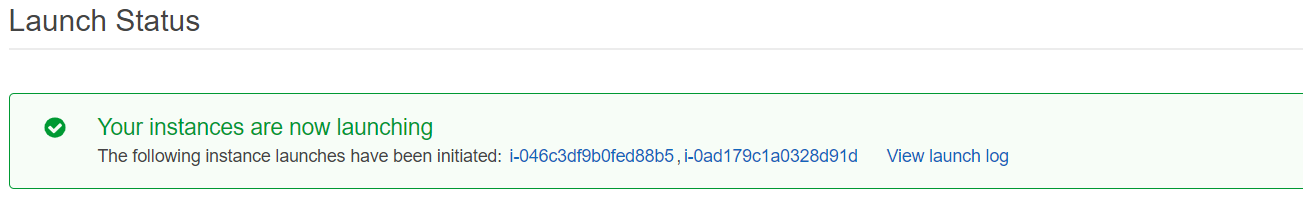 Launch Status
Your instances are now launching
The following instance launches have been initiated: i-046c3df9b0fed88b5 , i-0ad179c1a0328d91d View launch log